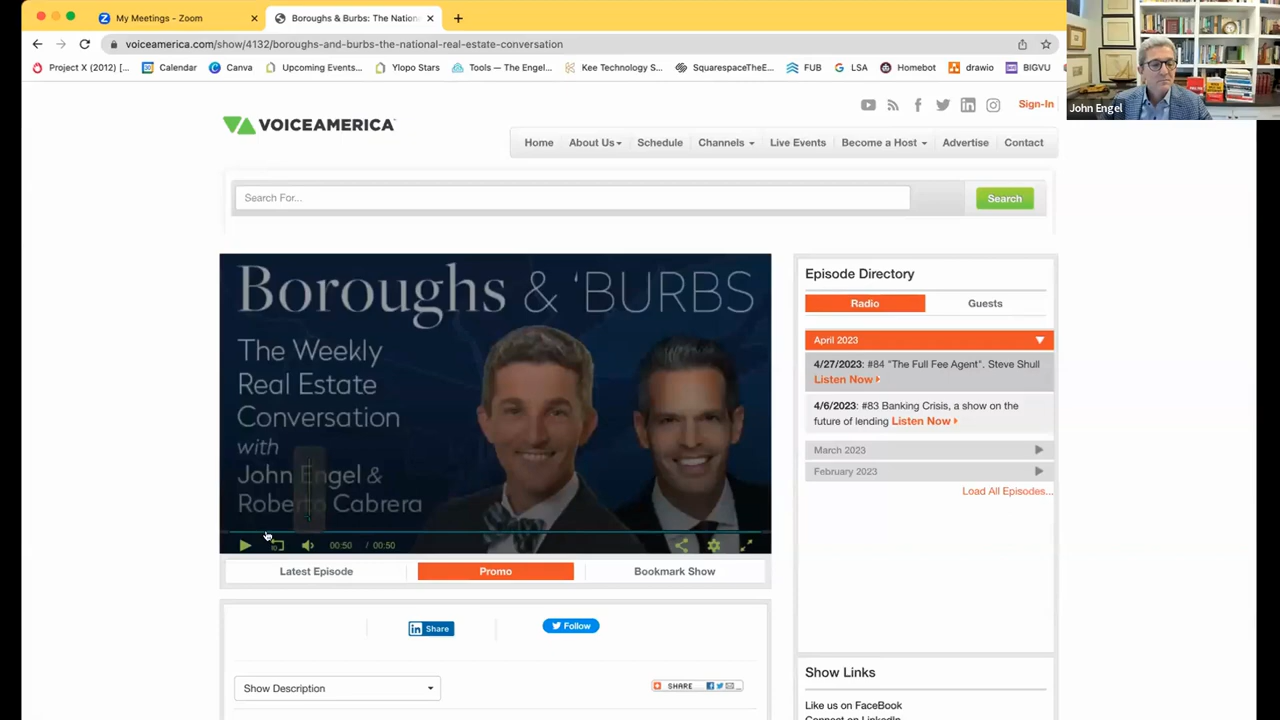 My Meetings - Zoom
Boroughs & Burbs: The Nation
voiceamerica.com/show/4132/boroughs-and-burbs-the-national-real-estate-conversation
Project X (2012) [...
Calendar
Canva
Upcoming Events...
YloptStars
Kee Technology S...
SquarespaceTheE...
FUB
LSA
Homebot
drawio
BIGVU
John Engel
Sign-In
VOICEAMERICA
Home
About Us
Schedule
Channels
Live Events
Become a Host
Advertise
Contact
Search For...
Search
Boroughs & 'BURBS
The Weekly
Real Estate
Conversation
with
John Engel &
Roberto Cabrera
00:50 / 00:50
Latest Episode
Promo
Bookmark Show
Share
Follow
Show Description
SHARE
Episode Directory
Radio
Guests
April 2023
4/27/2023: #84 "The Full Fee Agent". Steve Shull
Listen Now
4/6/2023: #83 Banking Crisis, a show on the
future of lending Listen Now
March 2023
February 2023
Load All Episodes...
Show Links
Like us on FaceBook
Connect on LinkedIn